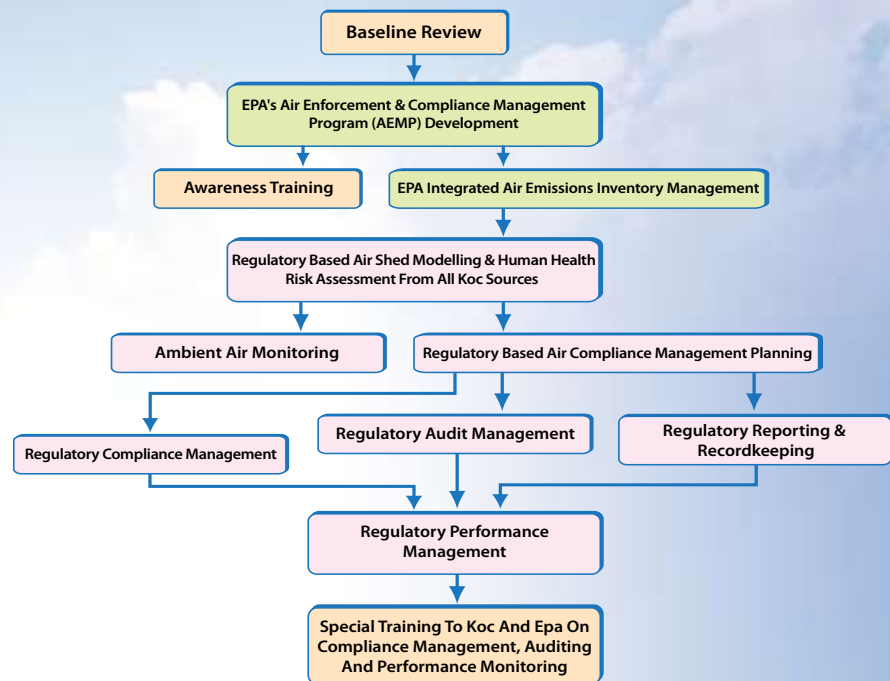 Baseline Review
EPA's Air Enforcement & Compliance Management
Program (AEMP) Development
Awareness Training
EPA Integrated Air Emissions Inventory Management
Regulatory Based Air Shed Modelling & Human Health
Risk Assessment From All Koc Sources
Ambient Air Monitoring
Regulatory Based Air Compliance Management Planning
Regulatory Compliance Management
Regulatory Audit Management
Regulatory Reporting &
Recordkeeping
Regulatory Performance
Management
Special Training To Koc And Epa On
Compliance Management, Auditing
And Performance Monitoring